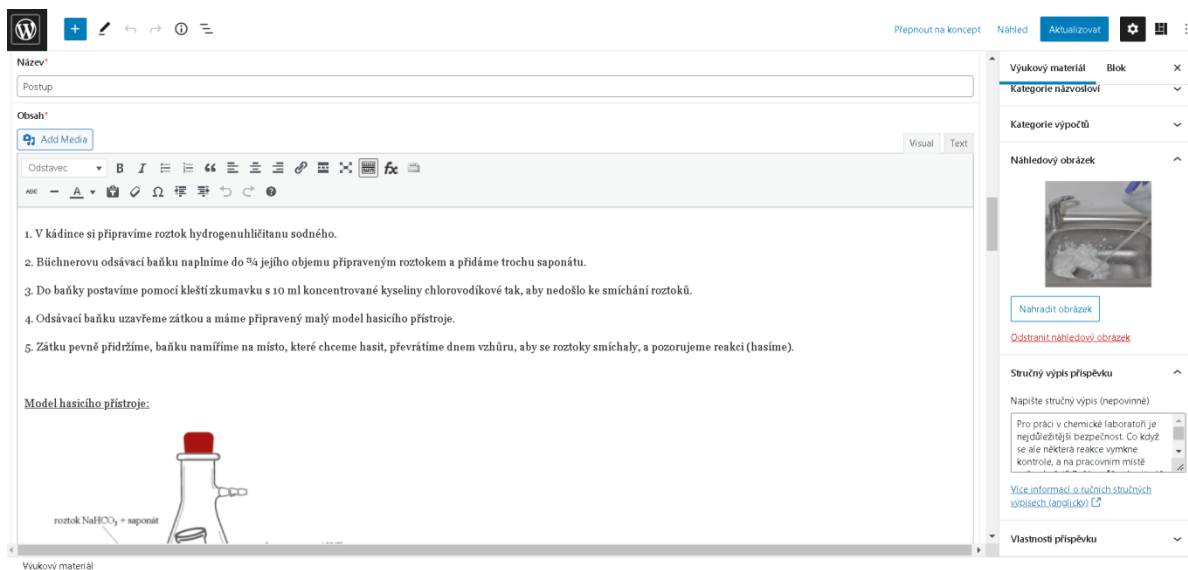 Přepnout na koncept
Náhled
Aktualizovat
Název*
Postup
Obsah*
Add Media
Visual
Text
Odstavec
B I
fx
ABC
A
Ω
1. V kádince si připravíme roztok hydrogenuhličitanu sodného.
2. Büchnerovu odsávací baňku naplníme do ¾ jejího objemu připraveným roztokem a přidáme trochu saponátu.
3. Do baňky postavíme pomocí kleští zkumavku s 10 ml koncentrované kyseliny chlorovodíkové tak, aby nedošlo ke smíchání roztoků.
4. Odsávací baňku uzavřeme zátkou a máme připravený malý model hasicího přístroje.
5. Zátku pevně přidržíme, baňku namíříme na místo, které chceme hasit, převrátíme dnem vzhůru, aby se roztoky smíchaly, a pozorujeme reakci (hasíme).
Model hasicího přístroje:
roztok NaHCO₃ + saponát
Výukový materiál
Výukový materiál
Blok
Kategorie názvosloví
Kategorie výpočtů
Náhledový obrázek
Nahradit obrázek
Odstranit náhledový obrázek
Stručný výpis příspěvku
Napište stručný výpis (nepovinné)
Pro práci v chemické laboratoři je
nejdůležitější bezpečnost. Co když
se ale některá reakce vymkne
kontrole, a na pracovním místě
Více informací o ručních stručných
výpisech (anglicky)
Vlastnosti příspěvku